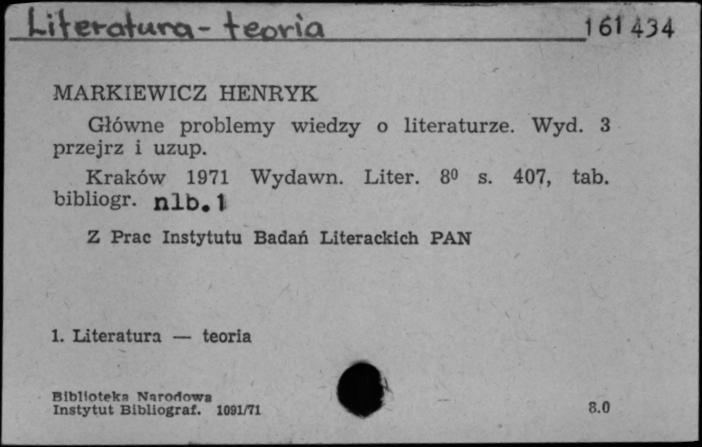 Literatura - teoria 161 434
MARKIEWICZ HENRYK
Główne problemy wiedzy o literaturze. Wyd. 3
przejrz i uzup.
Kraków 1971 Wydawn. Liter. 8⁰ s. 407, tab.
bibliogr. nlb. 1
Z Prac Instytutu Badań Literackich PAN
1. Literatura — teoria
Biblioteka Narodowa
Instytut Bibliograf. 1091/71 8.0